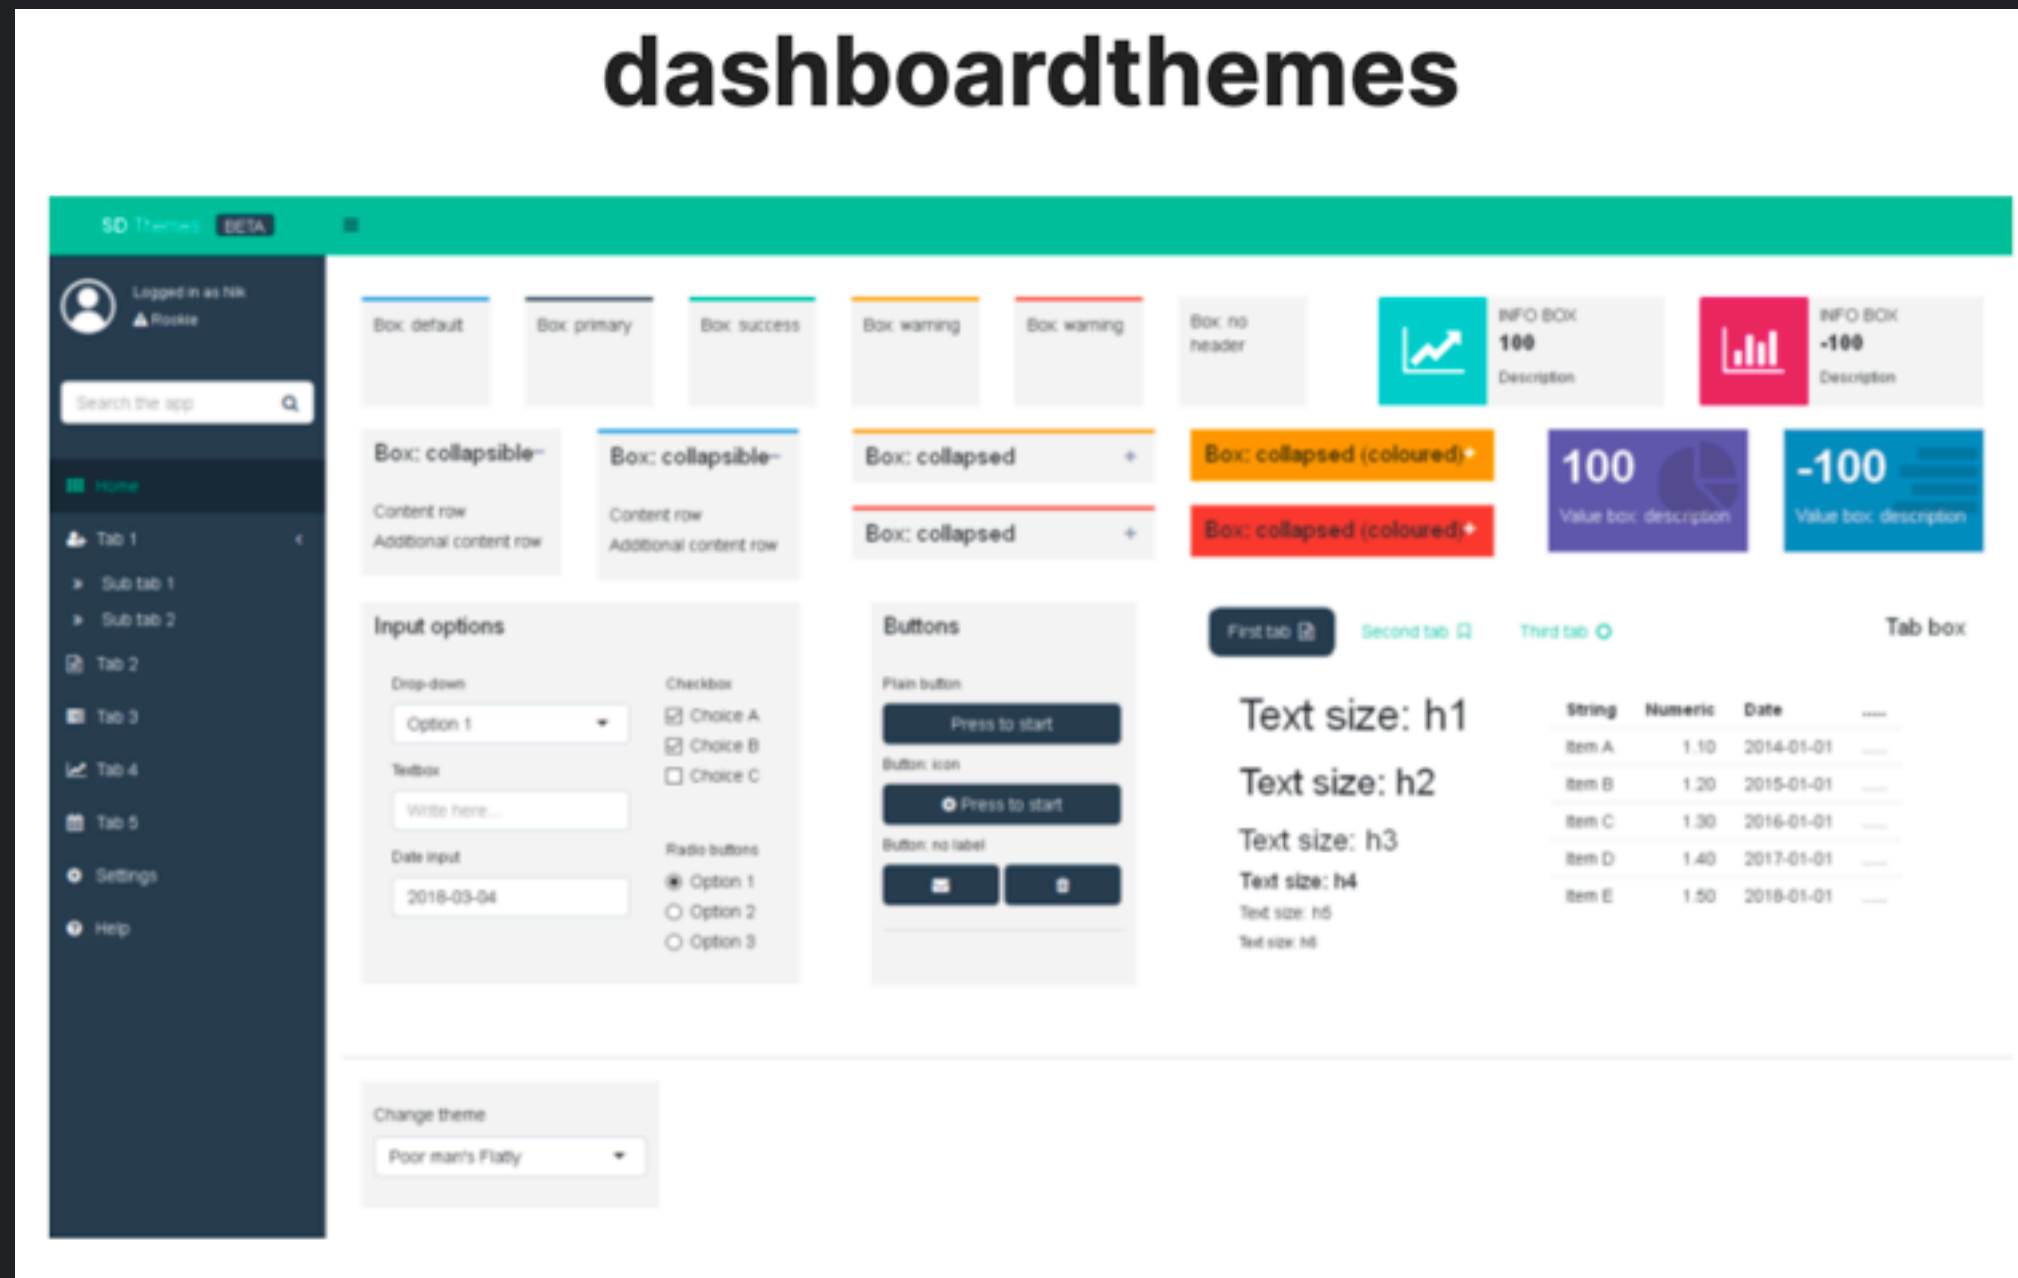 dashboardthemes
SD Themes BETA
Logged in as Nik
Rookie
Search the app
Home
Tab 1
Sub tab 1
Sub tab 2
Tab 2
Tab 3
Tab 4
Tab 5
Settings
Help
Box: default
Box: primary
Box: success
Box: warning
Box: warning
Box: no
header
INFO BOX
100
Description
INFO BOX
-100
Description
Box: collapsible
Content row
Additional content row
Box: collapsible
Content row
Additional content row
Box: collapsed
Box: collapsed
Box: collapsed (coloured)
Box: collapsed (coloured)
100
Value box: description
-100
Value box: description
Input options
Drop-down
Option 1
Textbox
Write here...
Date input
2018-03-04
Checkbox
Choice A
Choice B
Choice C
Radio buttons
Option 1
Option 2
Option 3
Buttons
Plain button
Press to start
Button: icon
Press to start
Button: no label
First tab Second tab Third tab Tab box
Text size: h1
Text size: h2
Text size: h3
Text size: h4
Text size: h5
Text size: h6
String Numeric Date .....
Item A 1.10 2014-01-01 .....
Item B 1.20 2015-01-01 .....
Item C 1.30 2016-01-01 .....
Item D 1.40 2017-01-01 .....
Item E 1.50 2018-01-01 .....
Change theme
Poor man's Flatly